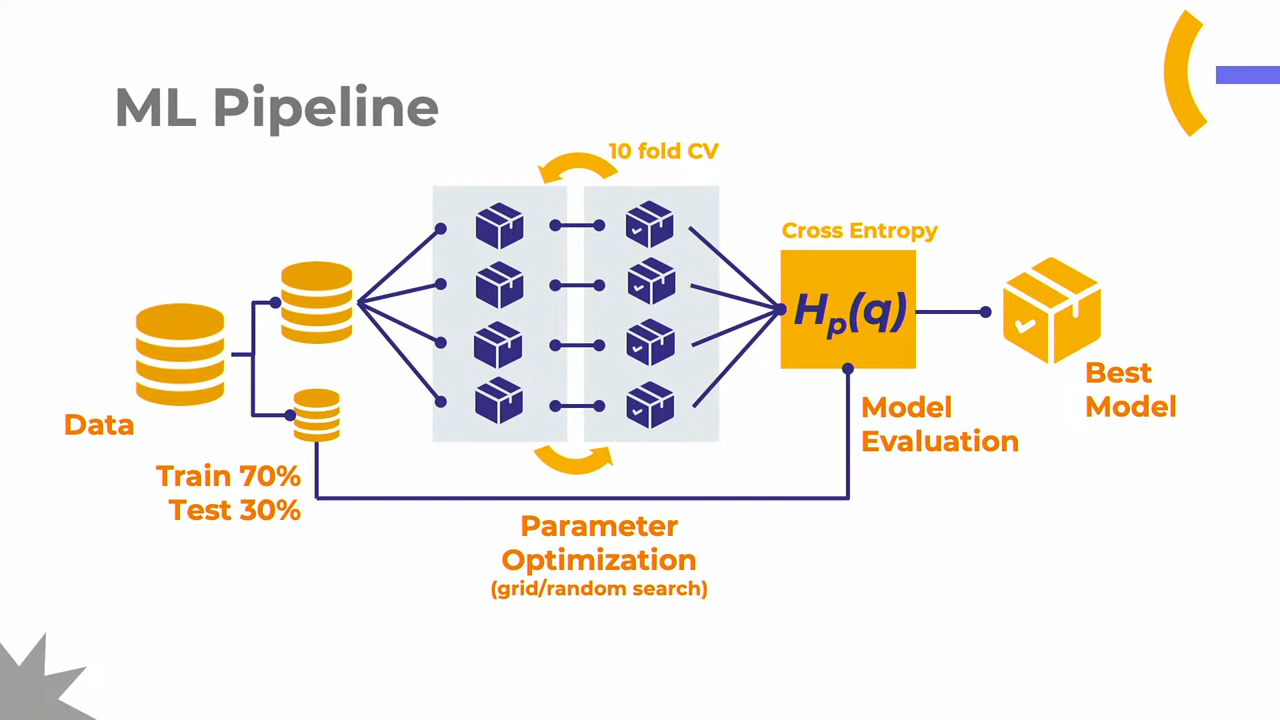 ML Pipeline
10 fold CV
Cross Entropy
Hp(q)
Data
Train 70%
Test 30%
Model
Evaluation
Best
Model
Parameter
Optimization
(grid/random search)